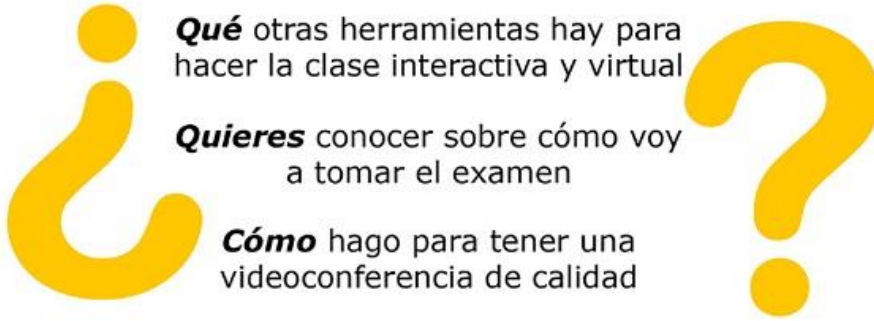 ¿
Qué otras herramientas hay para
hacer la clase interactiva y virtual
Quieres conocer sobre cómo voy
a tomar el examen
Cómo hago para tener una
videoconferencia de calidad
?